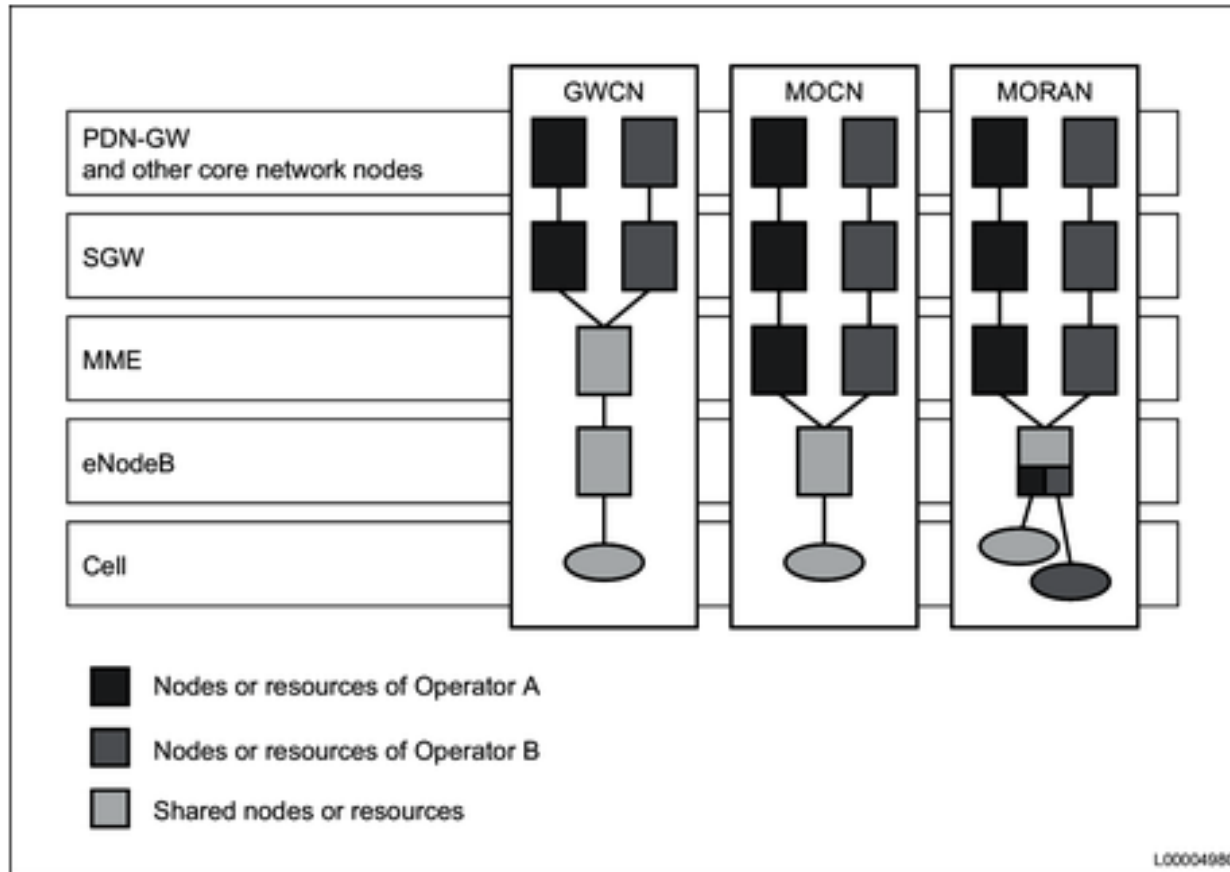 GWCN
MOCN
MORAN
PDN-GW
and other core network nodes
SGW
MME
eNodeB
Cell
Nodes or resources of Operator A
Nodes or resources of Operator B
Shared nodes or resources